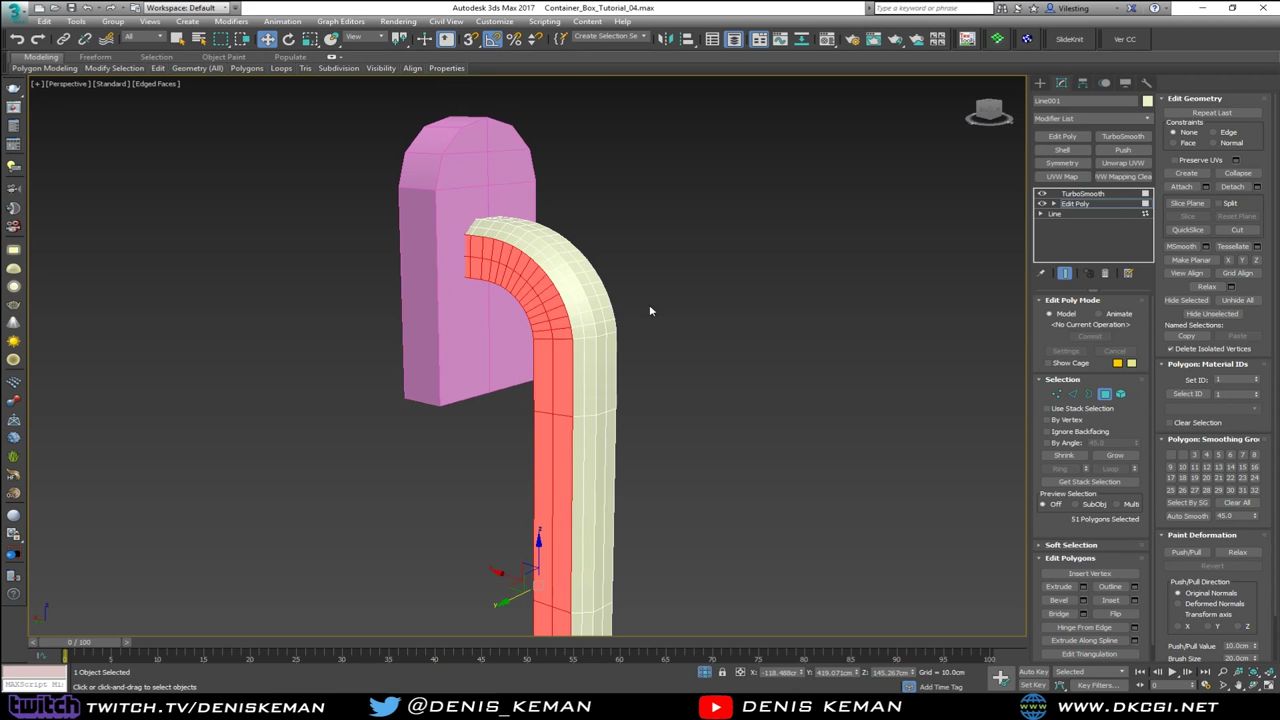 Autodesk 3ds Max 2017 Container_Box_Tutorial_04.max
Workspace: Default
Type a keyword or phrase
Vilesting
Edit Tools Group Views Create Modifiers Animation Graph Editors Rendering Civil View Customize Scripting Content Help
All View Create Selection Se SlideKnit Ver CC
Modeling Freeform Selection Object Paint Populate
Polygon Modeling Modify Selection Edit Geometry (All) Polygons Loops Tris Subdivision Visibility Align Properties
[+] [Perspective] [Standard] [Edged Faces]
Line001
Modifier List
Edit Poly TurboSmooth
Shell Push
Symmetry Unwrap UVW
UVW Map VW Mapping Clea
TurboSmooth
Edit Poly
Line
Edit Poly Mode
Model Animate
<No Current Operation>
Commit
Settings Cancel
Show Cage
Selection
Use Stack Selection
By Vertex
Ignore Backfacing
By Angle: 45.0
Shrink Grow
Ring Loop
Get Stack Selection
Preview Selection
Off SubObj Multi
51 Polygons Selected
Soft Selection
Edit Polygons
Insert Vertex
Extrude Outline
Bevel Inset
Bridge Flip
Hinge From Edge
Extrude Along Spline
Edit Triangulation
Edit Geometry
Repeat Last
Constraints
None Edge
Face Normal
Preserve UVs
Create Collapse
Attach Detach
Slice Plane Split
Slice Reset Plane
QuickSlice Cut
MSmooth Tessellate
Make Planar X Y Z
View Align Grid Align
Relax
Hide Selected Unhide All
Hide Unselected
Named Selections:
Copy Paste
Delete Isolated Vertices
Polygon: Material IDs
Set ID: 1
Select ID 1
Clear Selection
Polygon: Smoothing Gro
3 4 5 6 7 8
9 10 11 12 13 14 15 16
17 18 19 20 21 22 23 24
25 26 27 28 29 30 31 32
Select By SG Clear All
Auto Smooth 45.0
Paint Deformation
Push/Pull Relax
Revert
Push/Pull Direction
Original Normals
Deformed Normals
Transform axis
X Y Z
Push/Pull Value 10.0cm
Brush Size 20.0cm
0 / 100
0 5 10 15 20 25 30 35 40 45 50 55 60 65 70 75 80 85 90 95 100
1 Object Selected
MAXScript Mi
Click or click-and-drag to select objects
X: -118.488cr Y: 419.071cm Z: 145.267cm Grid = 10.0cm
Add Time Tag
Auto Key Selected
Set Key Key Filters... 0
twitch TWITCH.TV/DENISKEMAN @DENIS_KEMAN DENIS KEMAN WWW.DKCGI.NET